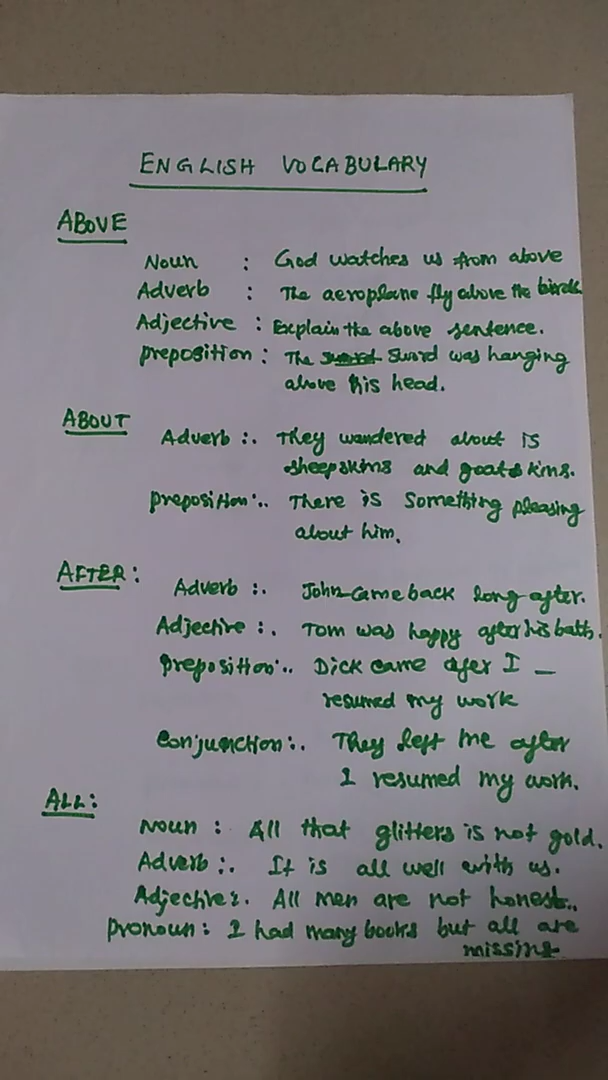 ENGLISH VOCABULARY
ABOVE
Noun : God watches us from above
Adverb : The aeroplane fly above the birds.
Adjective : Explain the above sentence.
preposition : The Sword was hanging
above his head.
ABOUT
Adverb :. They wandered about is
sheepskins and goatskins.
preposition :. There is something pleasing
about him.
AFTER :
Adverb :. John came back long after.
Adjective :. Tom was happy after his bath.
preposition :. Dick came after I _
resumed my work
conjunction :. They left me after
I resumed my work.
ALL :
Noun : All that glitters is not gold.
Adverb :. It is all well with us.
Adjective :. All men are not honest..
pronoun : I had many books but all are
missing